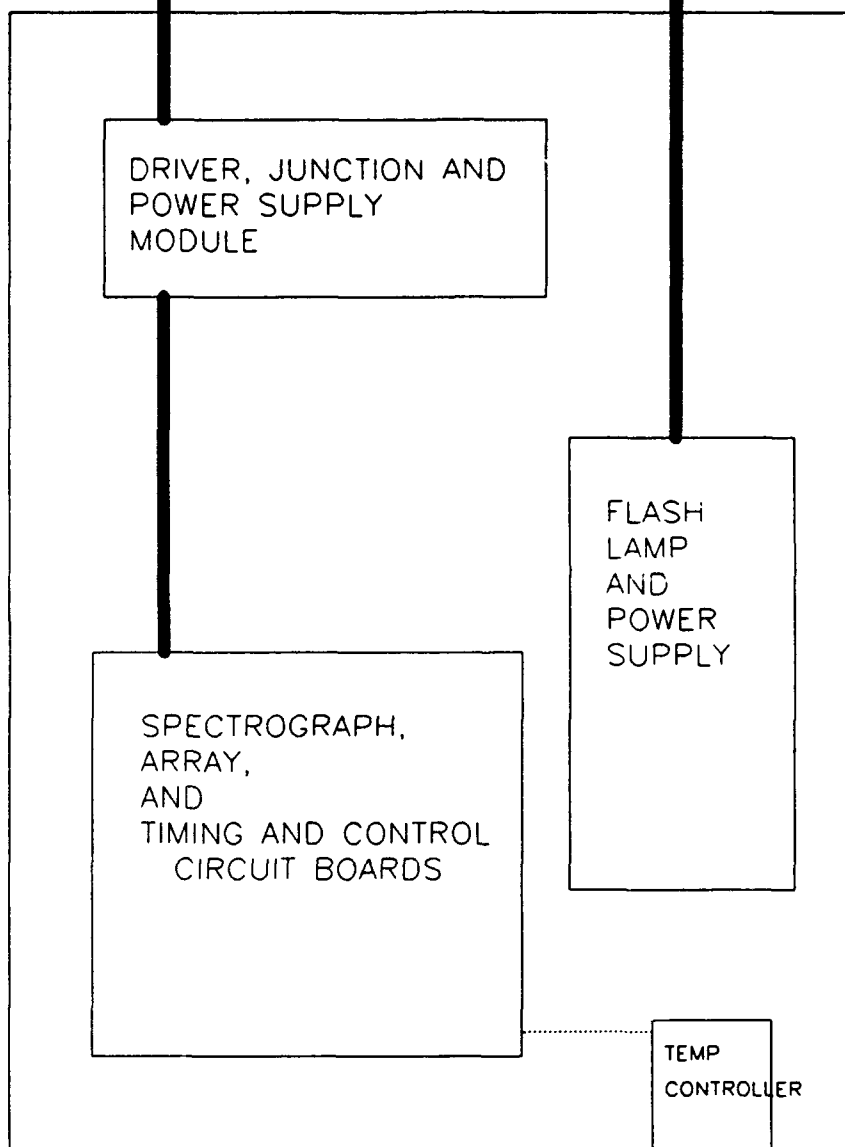 DRIVER, JUNCTION AND
POWER SUPPLY
MODULE
FLASH
LAMP
AND
POWER
SUPPLY
SPECTROGRAPH,
ARRAY,
AND
TIMING AND CONTROL
CIRCUIT BOARDS
TEMP
CONTROLLER